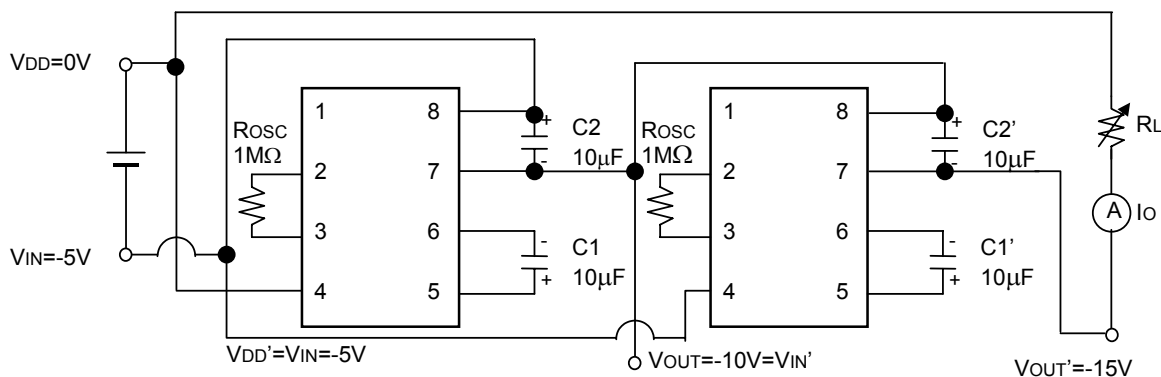 VDD=0V
VIN=-5V
ROSC
1MΩ
1
2
3
4
8
7
6
5
+
C2
-
10µF
-
C1
+
10µF
VDD'=VIN=-5V
ROSC
1MΩ
1
2
3
4
8
7
6
5
+
C2'
-
10µF
-
C1'
+
10µF
VOUT=-10V=VIN'
RL
A
IO
VOUT'=-15V